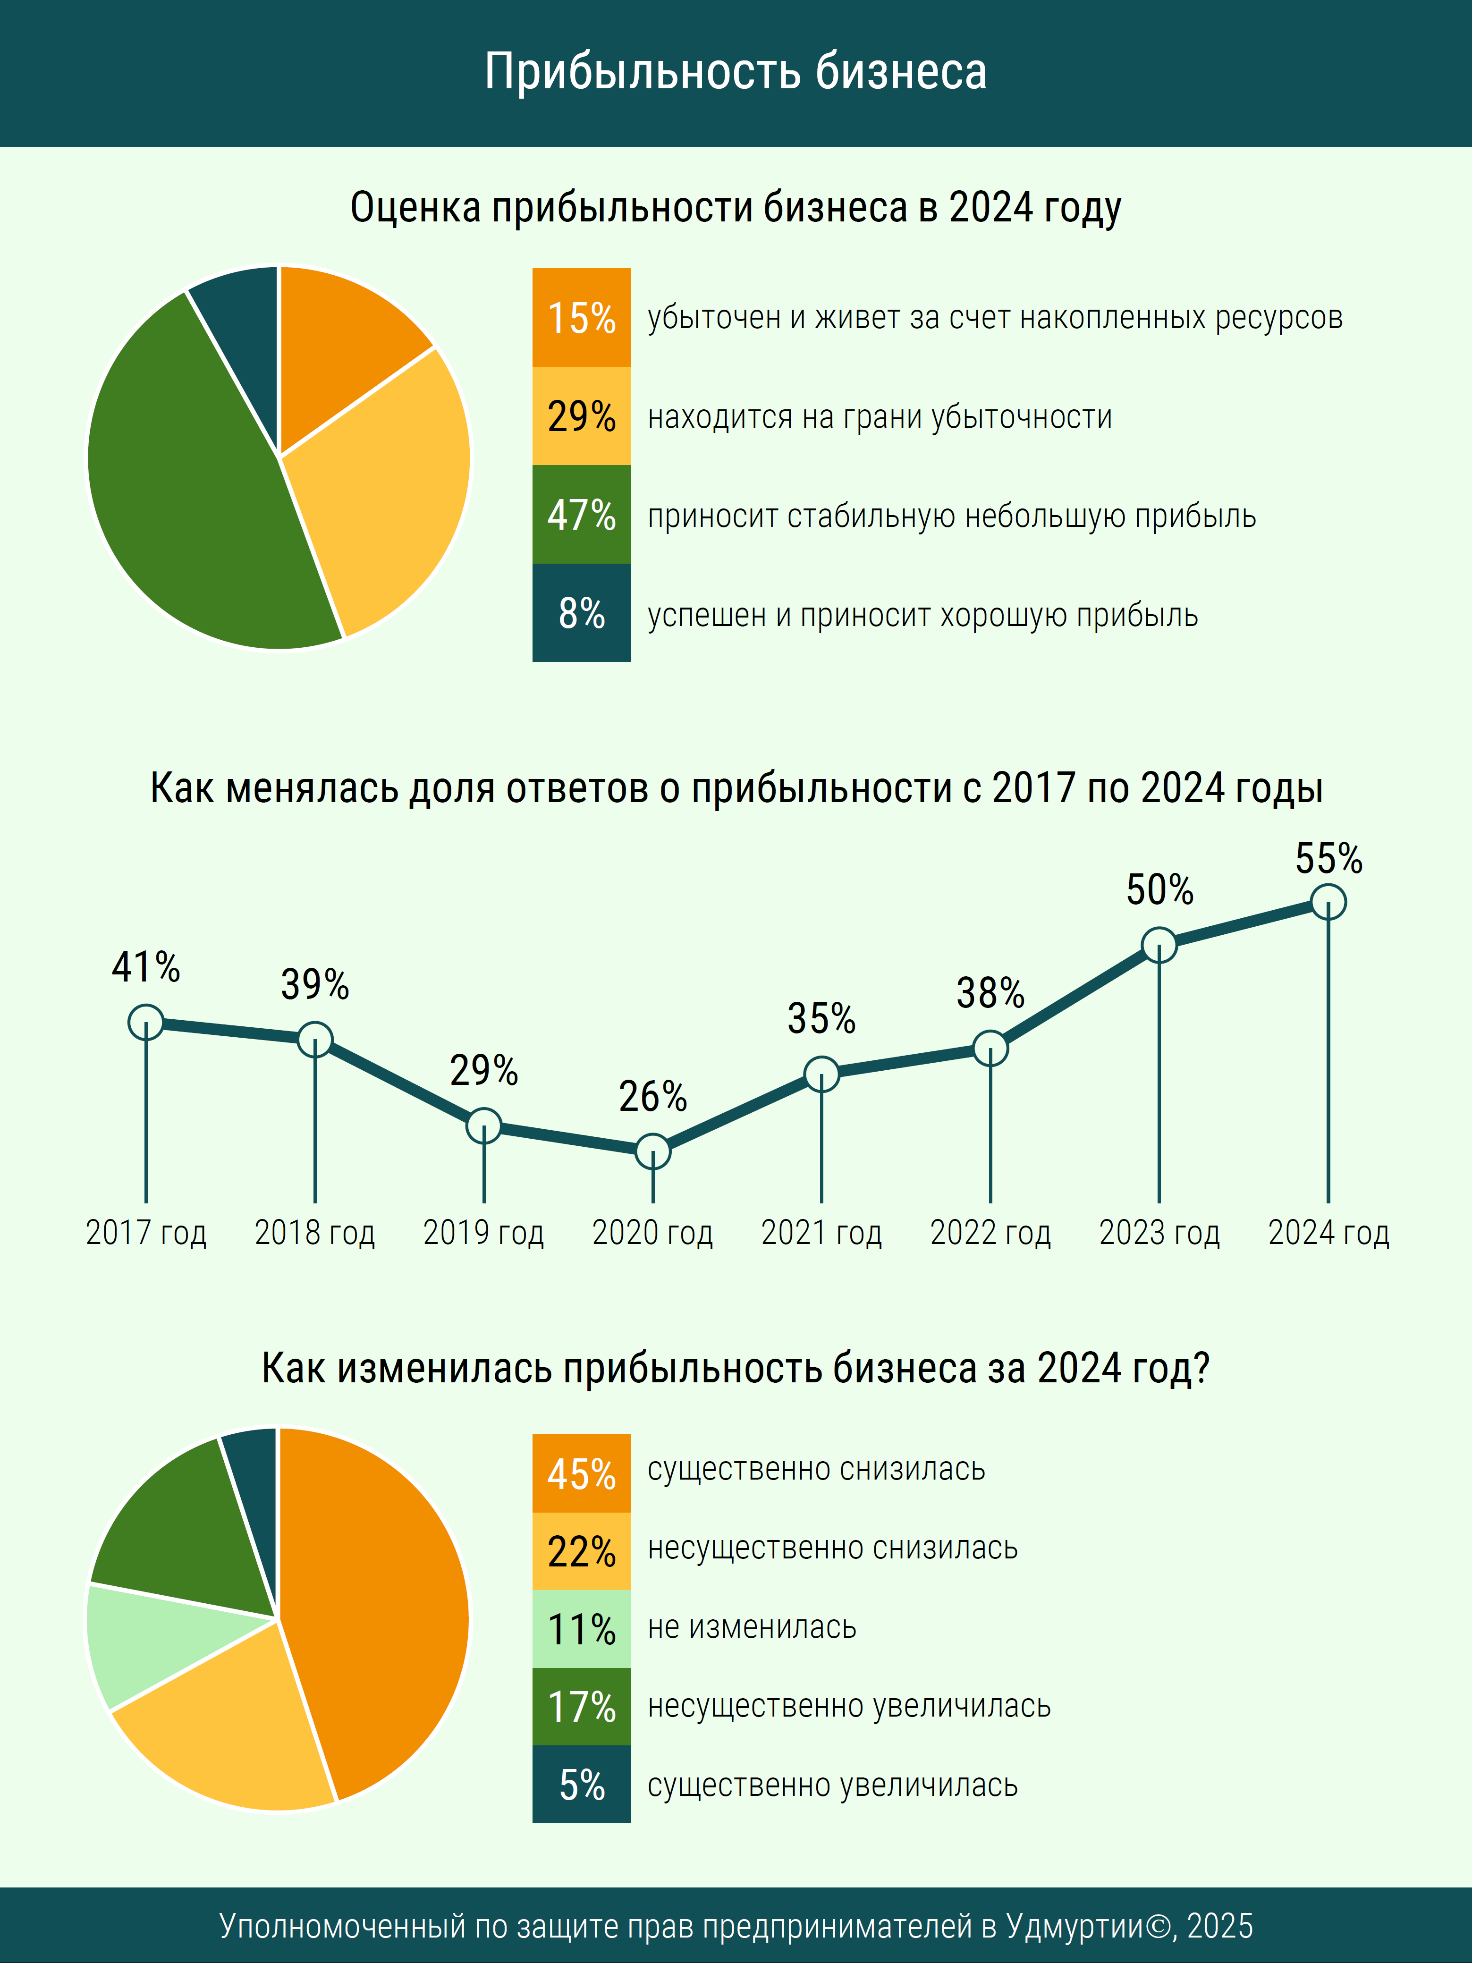 Прибыльность бизнеса
Оценка прибыльности бизнеса в 2024 году
15% убыточен и живет за счет накопленных ресурсов
29% находится на грани убыточности
47% приносит стабильную небольшую прибыль
8% успешен и приносит хорошую прибыль
Как менялась доля ответов о прибыльности с 2017 по 2024 годы
41% 39% 29% 26% 35% 38% 50% 55%
2017 год 2018 год 2019 год 2020 год 2021 год 2022 год 2023 год 2024 год
Как изменилась прибыльность бизнеса за 2024 год?
45% существенно снизилась
22% несущественно снизилась
11% не изменилась
17% несущественно увеличилась
5% существенно увеличилась
Уполномоченный по защите прав предпринимателей в Удмуртии©, 2025